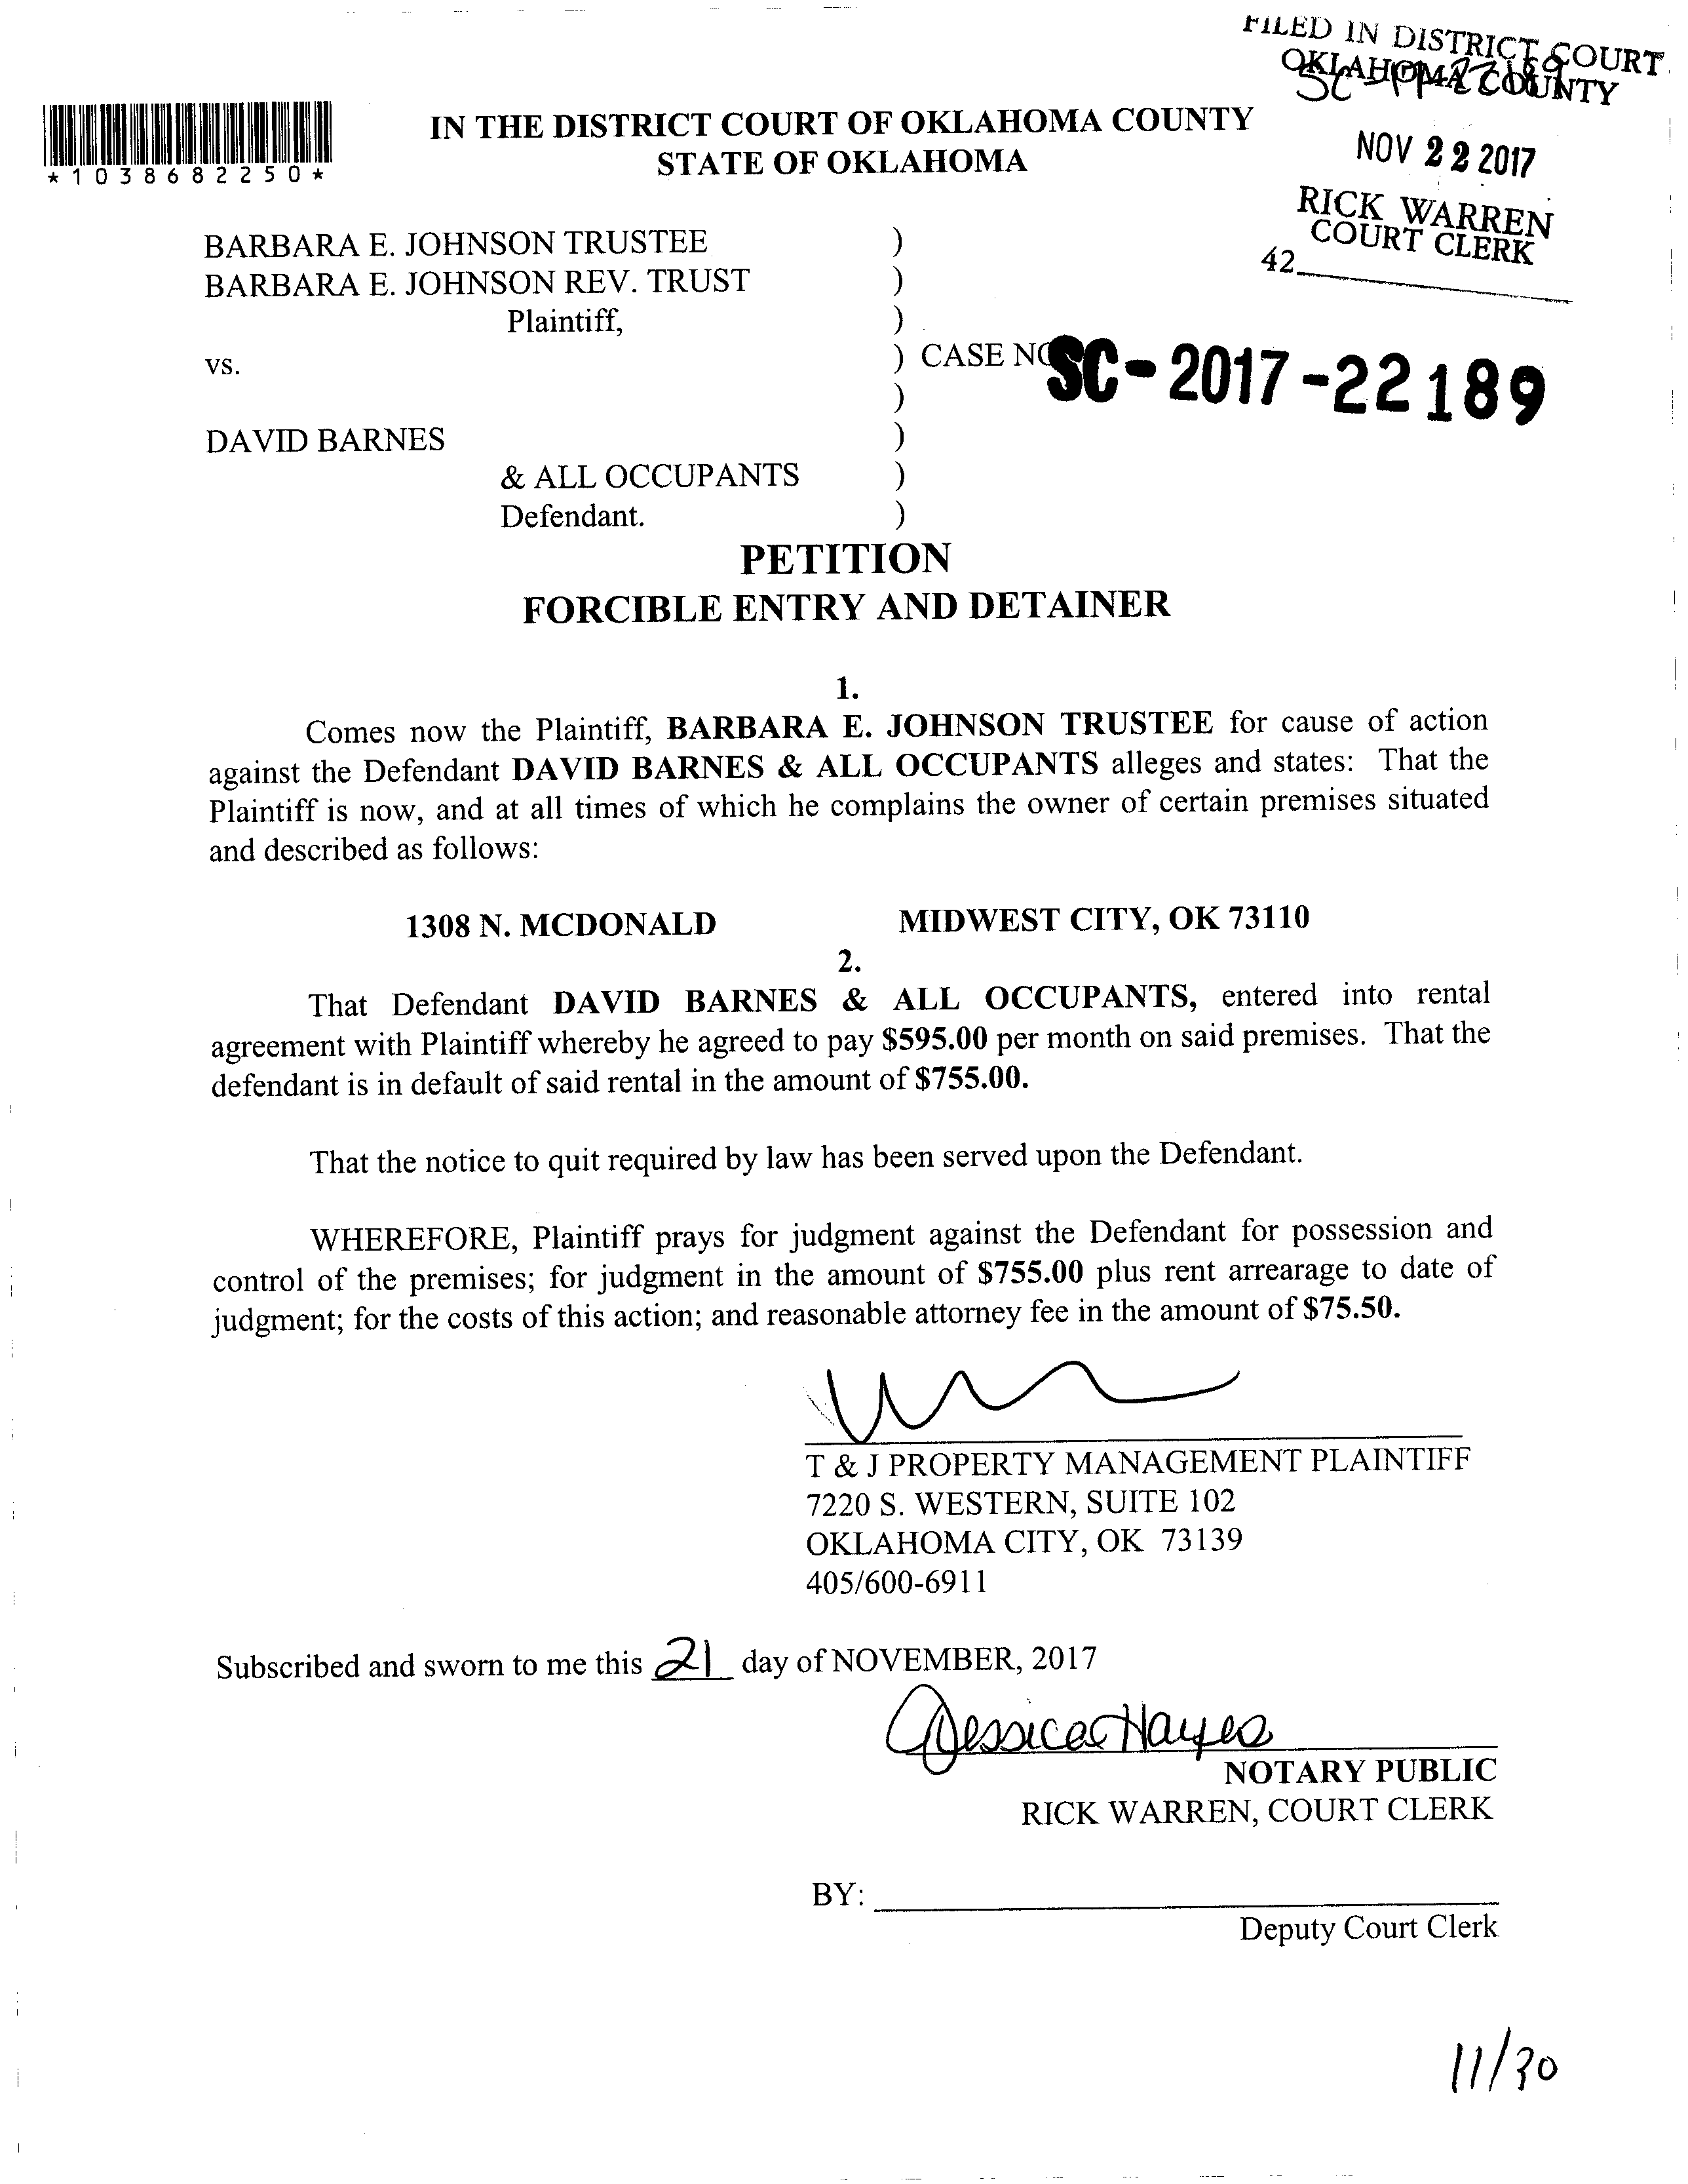 FILED IN DISTRICT COURT
OKLAHOMA COUNTY
NOV 22 2017
RICK WARREN
COURT CLERK
42
*1038682250*
IN THE DISTRICT COURT OF OKLAHOMA COUNTY
STATE OF OKLAHOMA
BARBARA E. JOHNSON TRUSTEE )
BARBARA E. JOHNSON REV. TRUST )
Plaintiff, )
vs. ) CASE NO SC-2017-22189
)
DAVID BARNES )
& ALL OCCUPANTS )
Defendant. )
PETITION
FORCIBLE ENTRY AND DETAINER
1.
Comes now the Plaintiff, BARBARA E. JOHNSON TRUSTEE for cause of action
against the Defendant DAVID BARNES & ALL OCCUPANTS alleges and states: That the
Plaintiff is now, and at all times of which he complains the owner of certain premises situated
and described as follows:
1308 N. MCDONALD MIDWEST CITY, OK 73110
2.
That Defendant DAVID BARNES & ALL OCCUPANTS, entered into rental
agreement with Plaintiff whereby he agreed to pay $595.00 per month on said premises. That the
defendant is in default of said rental in the amount of $755.00.
That the notice to quit required by law has been served upon the Defendant.
WHEREFORE, Plaintiff prays for judgment against the Defendant for possession and
control of the premises; for judgment in the amount of $755.00 plus rent arrearage to date of
judgment; for the costs of this action; and reasonable attorney fee in the amount of $75.50.
T & J PROPERTY MANAGEMENT PLAINTIFF
7220 S. WESTERN, SUITE 102
OKLAHOMA CITY, OK 73139
405/600-6911
Subscribed and sworn to me this 21 day of NOVEMBER, 2017
Jessica Hayes
NOTARY PUBLIC
RICK WARREN, COURT CLERK
BY:
Deputy Court Clerk
11/30